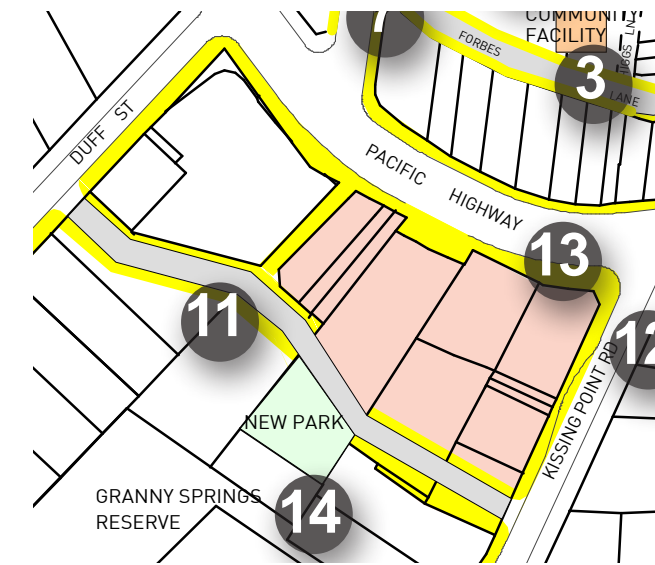 COMMUNITY
FACILITY
FORBES
LANE
3
DUFF ST
PACIFIC HIGHWAY
13
11
12
KISSING POINT RD
NEW PARK
GRANNY SPRINGS
RESERVE
14